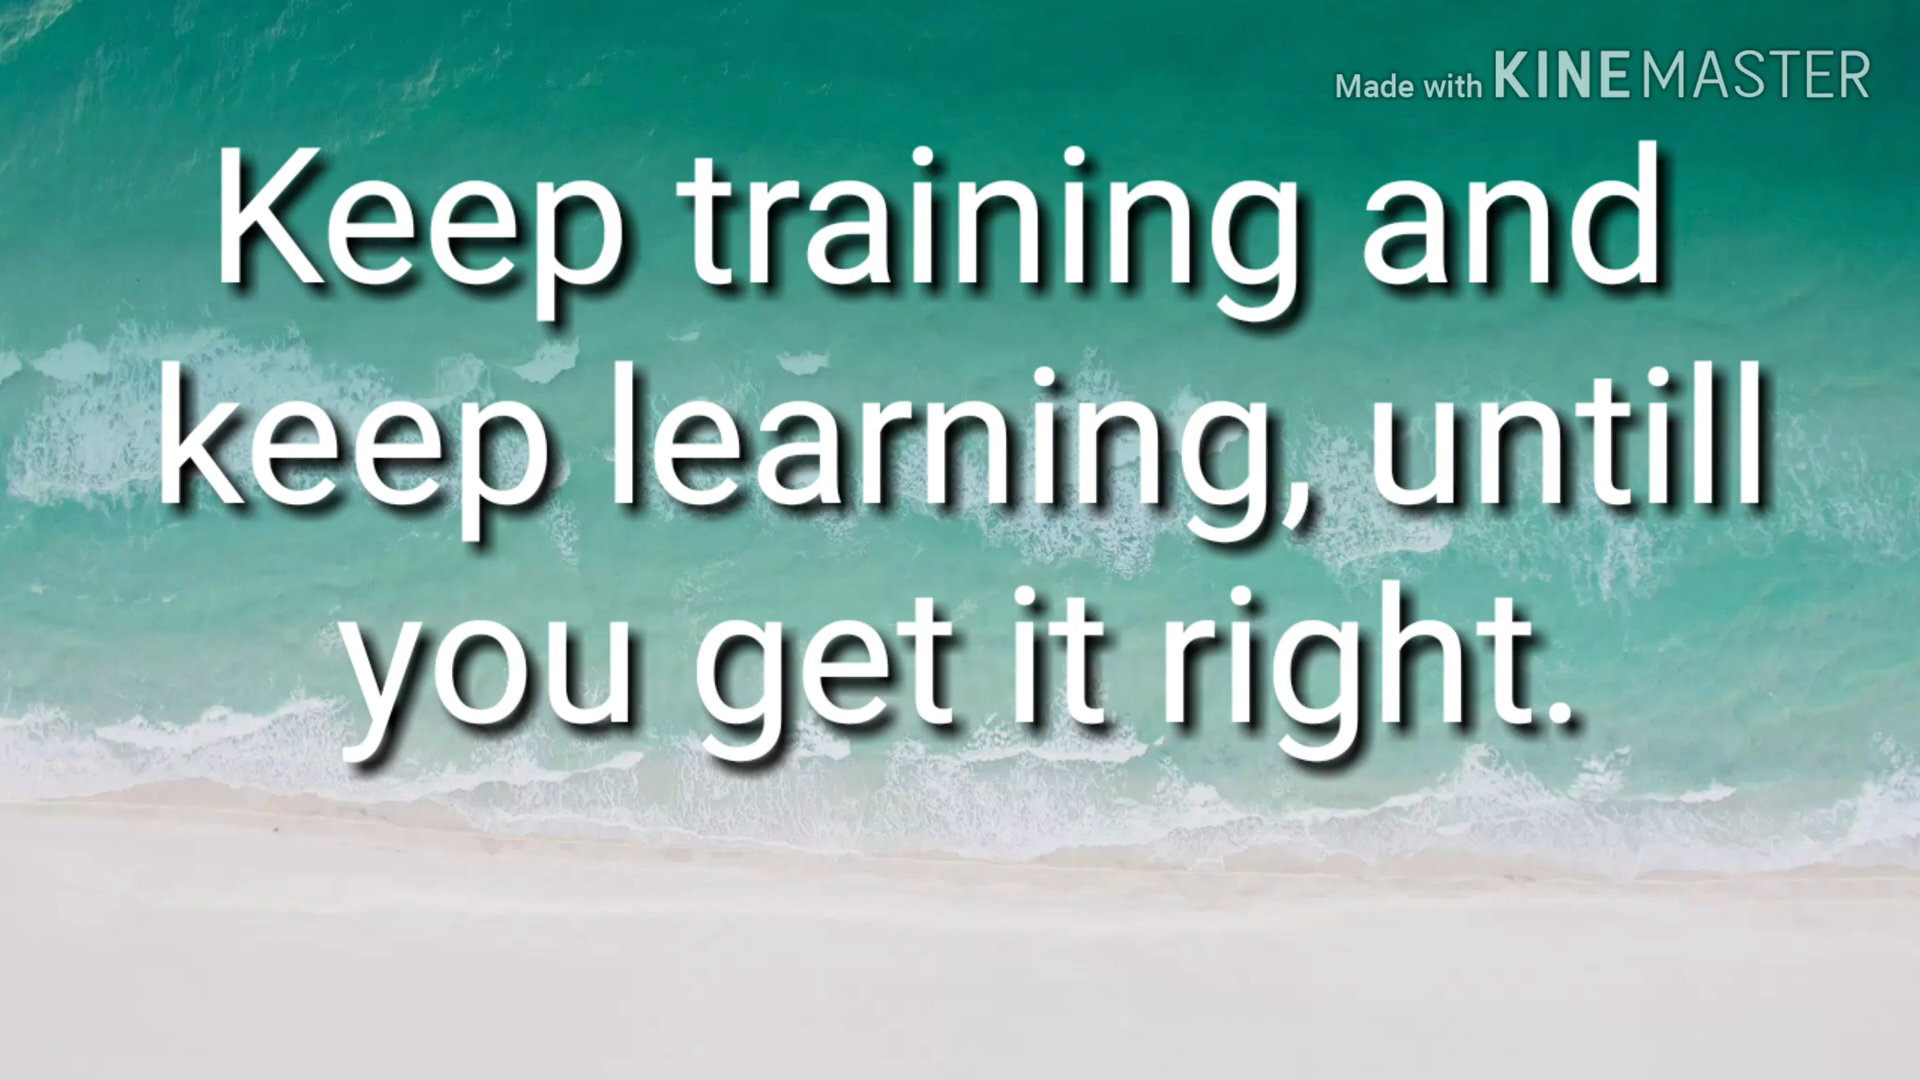 Made with KINEMASTER
Keep training and
keep learning, untill
you get it right.